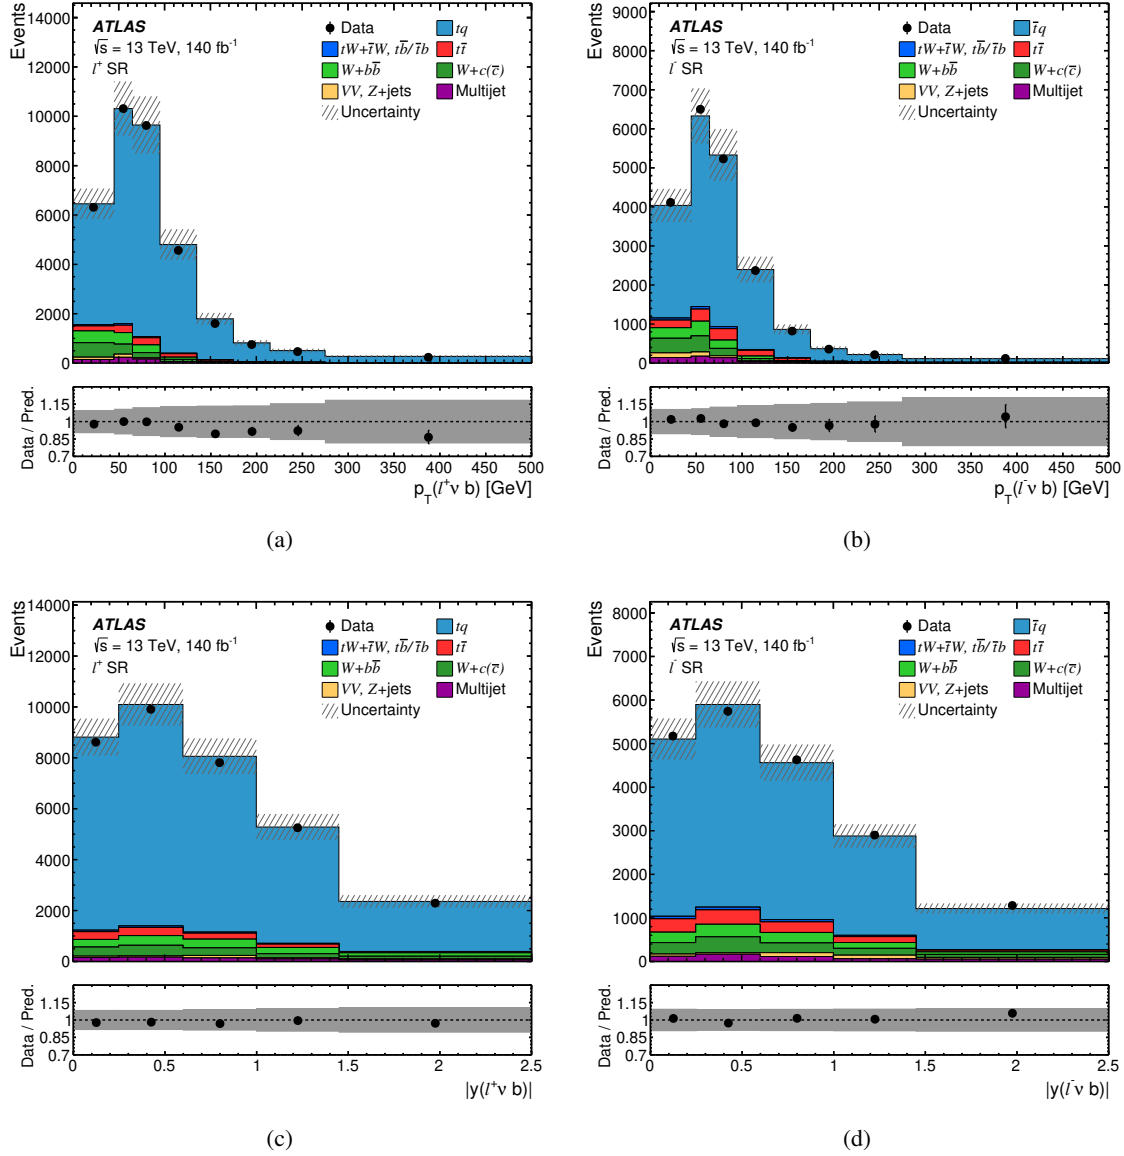 Events
14000
12000
10000
8000
6000
4000
2000
0
ATLAS
√s = 13 TeV, 140 fb⁻¹
l⁺ SR
Data tq
tW+t̄W, tb̄/t̄b tt̄
W+bb̄ W+c(c̄)
VV, Z+jets Multijet
Uncertainty
Data / Pred.
1.15
1
0.85
0.7
0 50 100 150 200 250 300 350 400 450 500
p_T(l⁺ν b) [GeV]
(a)
Events
9000
8000
7000
6000
5000
4000
3000
2000
1000
0
ATLAS
√s = 13 TeV, 140 fb⁻¹
l⁻ SR
Data t̄q
tW+t̄W, tb̄/t̄b tt̄
W+bb̄ W+c(c̄)
VV, Z+jets Multijet
Uncertainty
Data / Pred.
1.15
1
0.85
0.7
0 50 100 150 200 250 300 350 400 450 500
p_T(l⁻ν b) [GeV]
(b)
Events
14000
12000
10000
8000
6000
4000
2000
0
ATLAS
√s = 13 TeV, 140 fb⁻¹
l⁺ SR
Data tq
tW+t̄W, tb̄/t̄b tt̄
W+bb̄ W+c(c̄)
VV, Z+jets Multijet
Uncertainty
Data / Pred.
1.15
1
0.85
0.7
0 0.5 1 1.5 2 2.5
|y(l⁺ν b)|
(c)
Events
8000
7000
6000
5000
4000
3000
2000
1000
0
ATLAS
√s = 13 TeV, 140 fb⁻¹
l⁻ SR
Data t̄q
tW+t̄W, tb̄/t̄b tt̄
W+bb̄ W+c(c̄)
VV, Z+jets Multijet
Uncertainty
Data / Pred.
1.15
1
0.85
0.7
0 0.5 1 1.5 2 2.5
|y(l⁻ν b)|
(d)